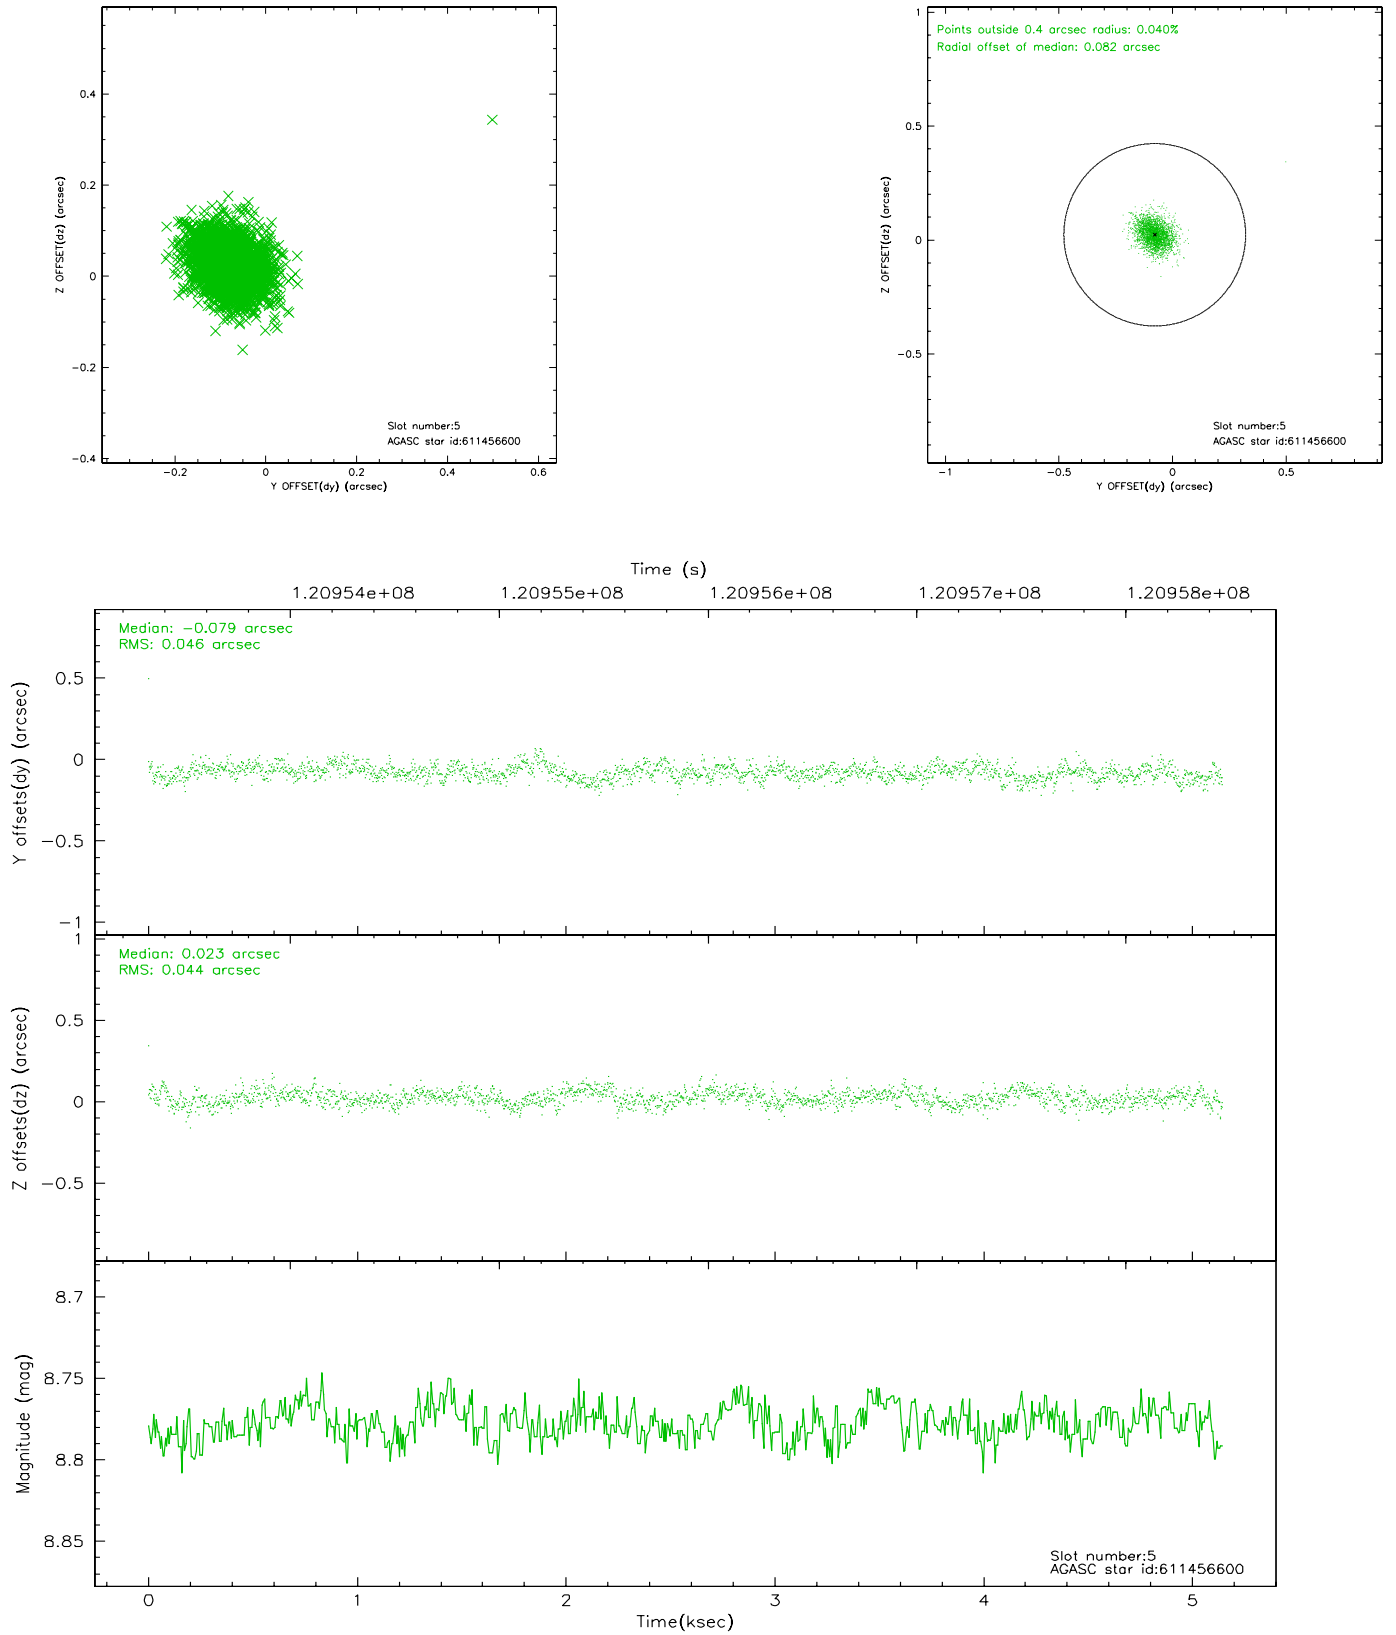 0.4
0.2
0
−0.2
−0.4
Z OFFSET(dz) (arcsec)
Slot number:5
AGASC star id:611456600
−0.2 0 0.2 0.4 0.6
Y OFFSET(dy) (arcsec)
Points outside 0.4 arcsec radius: 0.040%
Radial offset of median: 0.082 arcsec
1
0.5
0
−0.5
Z OFFSET(dz) (arcsec)
Slot number:5
AGASC star id:611456600
−1 −0.5 0 0.5
Y OFFSET(dy) (arcsec)
Time (s)
1.20954e+08 1.20955e+08 1.20956e+08 1.20957e+08 1.20958e+08
Median: −0.079 arcsec
RMS: 0.046 arcsec
0.5
0
−0.5
−1
Y offsets(dy) (arcsec)
Median: 0.023 arcsec
RMS: 0.044 arcsec
1
0.5
0
−0.5
Z offsets(dz) (arcsec)
8.7
8.75
8.8
8.85
Magnitude (mag)
Slot number:5
AGASC star id:611456600
0 1 2 3 4 5
Time(ksec)